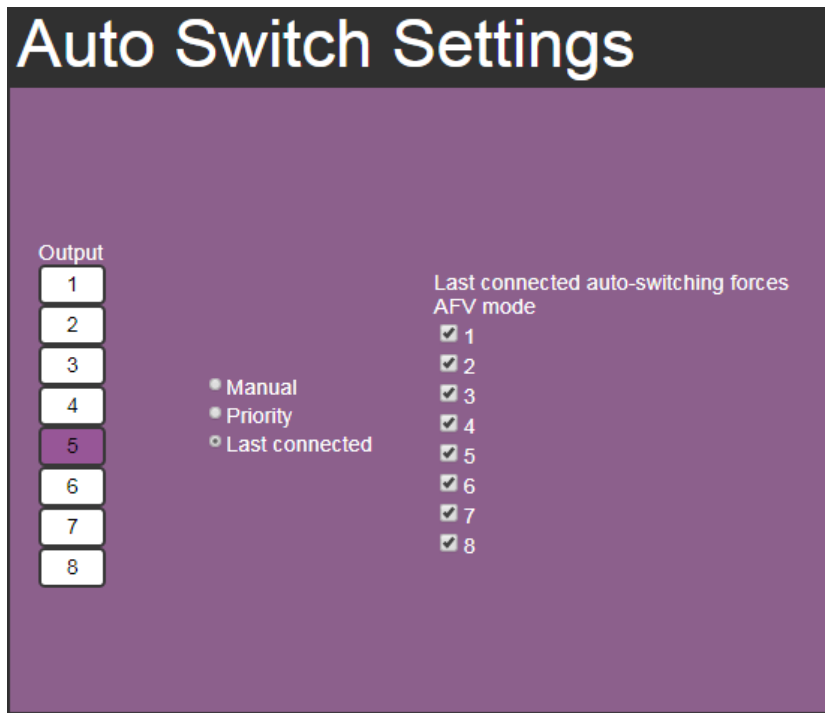 Auto Switch Settings
Output
1
2
3
4
5
6
7
8
Manual
Priority
Last connected
Last connected auto-switching forces
AFV mode
1
2
3
4
5
6
7
8